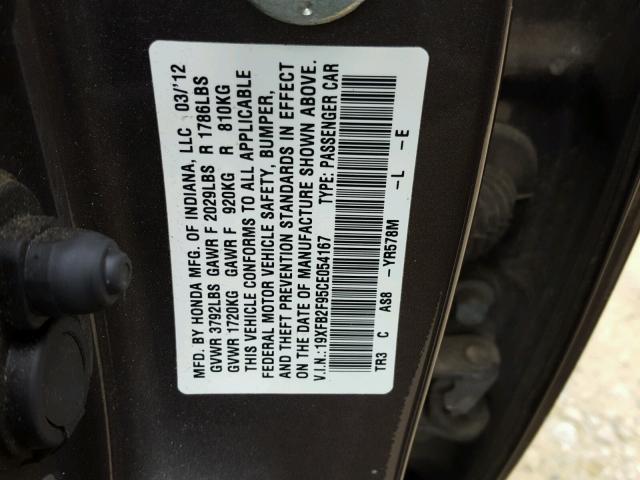 MFD. BY HONDA MFG. OF INDIANA, LLC 03/'12
GVWR 3792LBS GAWR F 2029LBS R 1786LBS
GVWR 1720KG GAWR F 920KG R 810KG
THIS VEHICLE CONFORMS TO ALL APPLICABLE
FEDERAL MOTOR VEHICLE SAFETY, BUMPER,
AND THEFT PREVENTION STANDARDS IN EFFECT
ON THE DATE OF MANUFACTURE SHOWN ABOVE.
V.I.N.:19XFB2F95CE054167 TYPE: PASSENGER CAR
TR3 C AS8 -YR578M -L -E